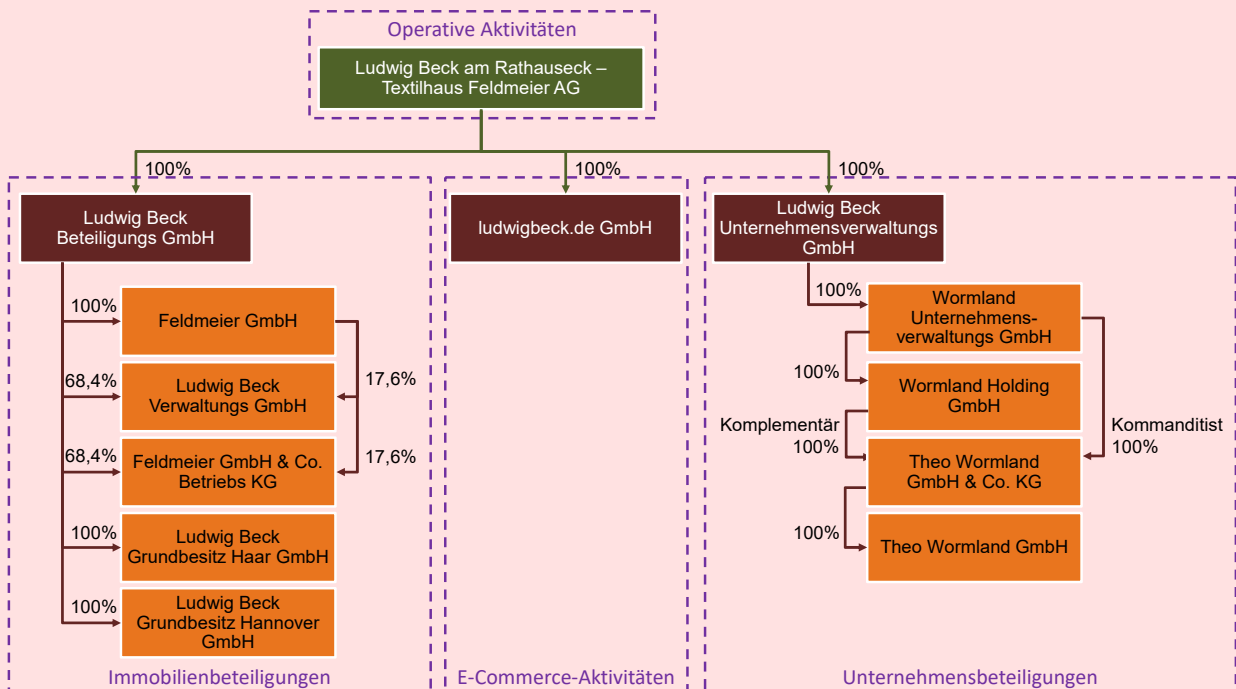 Operative Aktivitäten
Ludwig Beck am Rathauseck –
Textilhaus Feldmeier AG
100%
100%
100%
Ludwig Beck
Beteiligungs GmbH
100%
Feldmeier GmbH
68,4%
Ludwig Beck
Verwaltungs GmbH
17,6%
68,4%
Feldmeier GmbH & Co.
Betriebs KG
17,6%
100%
Ludwig Beck
Grundbesitz Haar GmbH
100%
Ludwig Beck
Grundbesitz Hannover
GmbH
Immobilienbeteiligungen
ludwigbeck.de GmbH
E-Commerce-Aktivitäten
Ludwig Beck
Unternehmensverwaltungs
GmbH
100%
Wormland
Unternehmens-
verwaltungs GmbH
100%
Wormland Holding
GmbH
Komplementär
100%
Kommanditist
100%
Theo Wormland
GmbH & Co. KG
100%
Theo Wormland GmbH
Unternehmensbeteiligungen